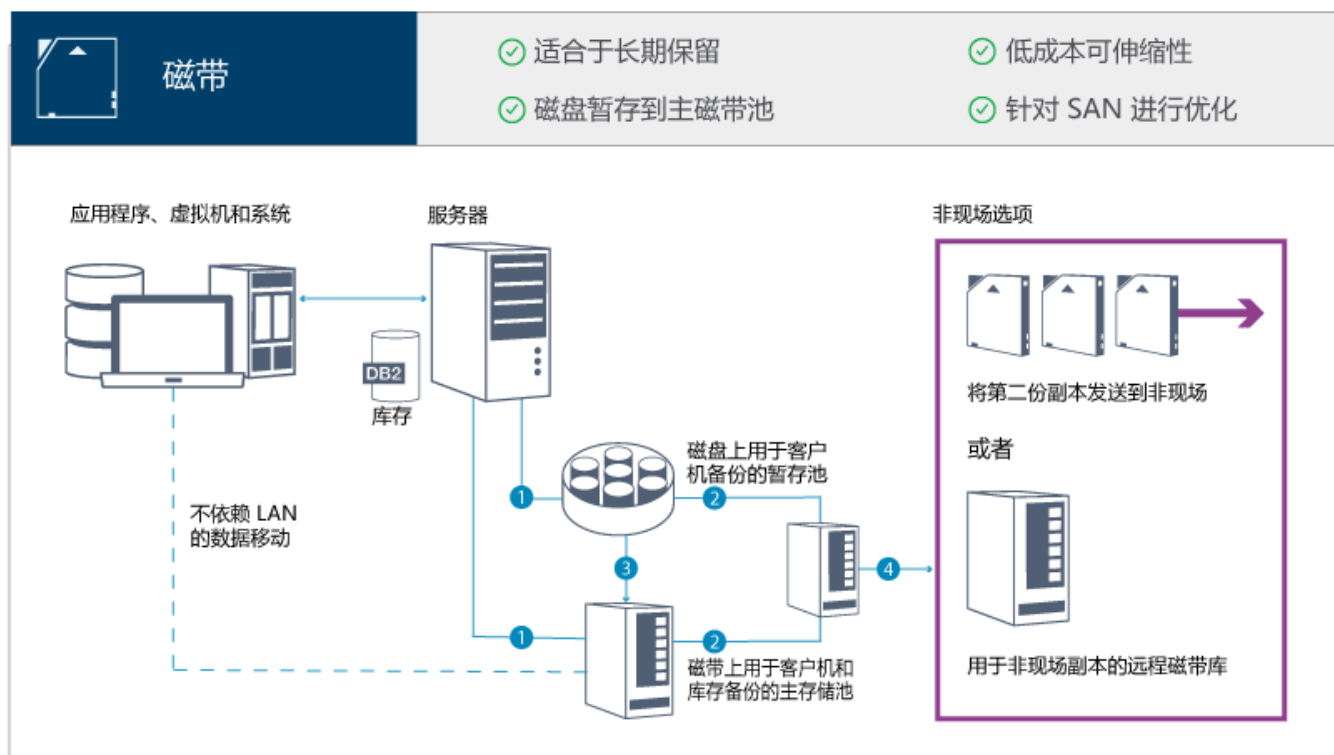 磁带
适合于长期保留
低成本可伸缩性
磁盘暂存到主磁带池
针对 SAN 进行优化
应用程序、虚拟机和系统
服务器
非现场选项
DB2
库存
将第二份副本发送到非现场
磁盘上用于客户
机备份的暂存池
或者
1
2
不依赖 LAN
的数据移动
3
4
1
2
磁带上用于客户机和
库存备份的主存储池
用于非现场副本的远程磁带库